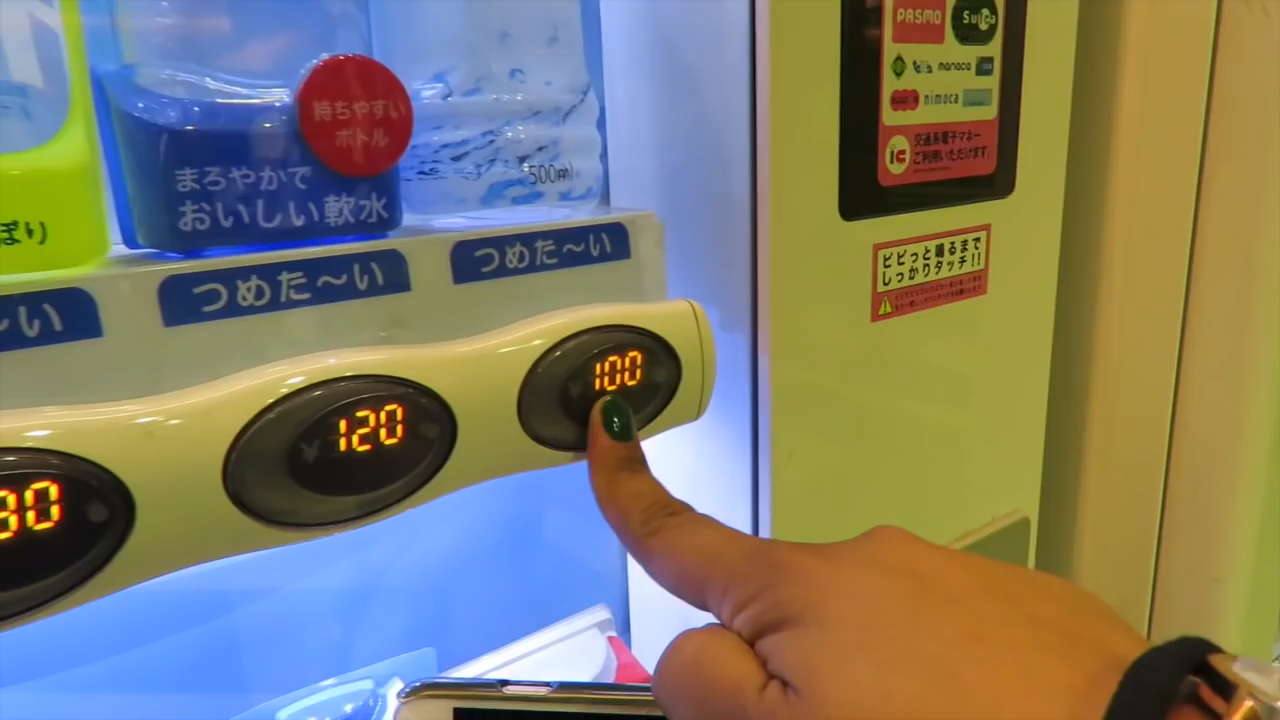 持ちやすい
ボトル
まろやかで
おいしい軟水
500ml
ぽり
つめた～い
つめた～い
～い
80
¥120
100
PASMO
Suica
manaca
nimoca
交通系電子マネー
ご利用いただけます。
ピピっと鳴るまで
しっかりタッチ!!